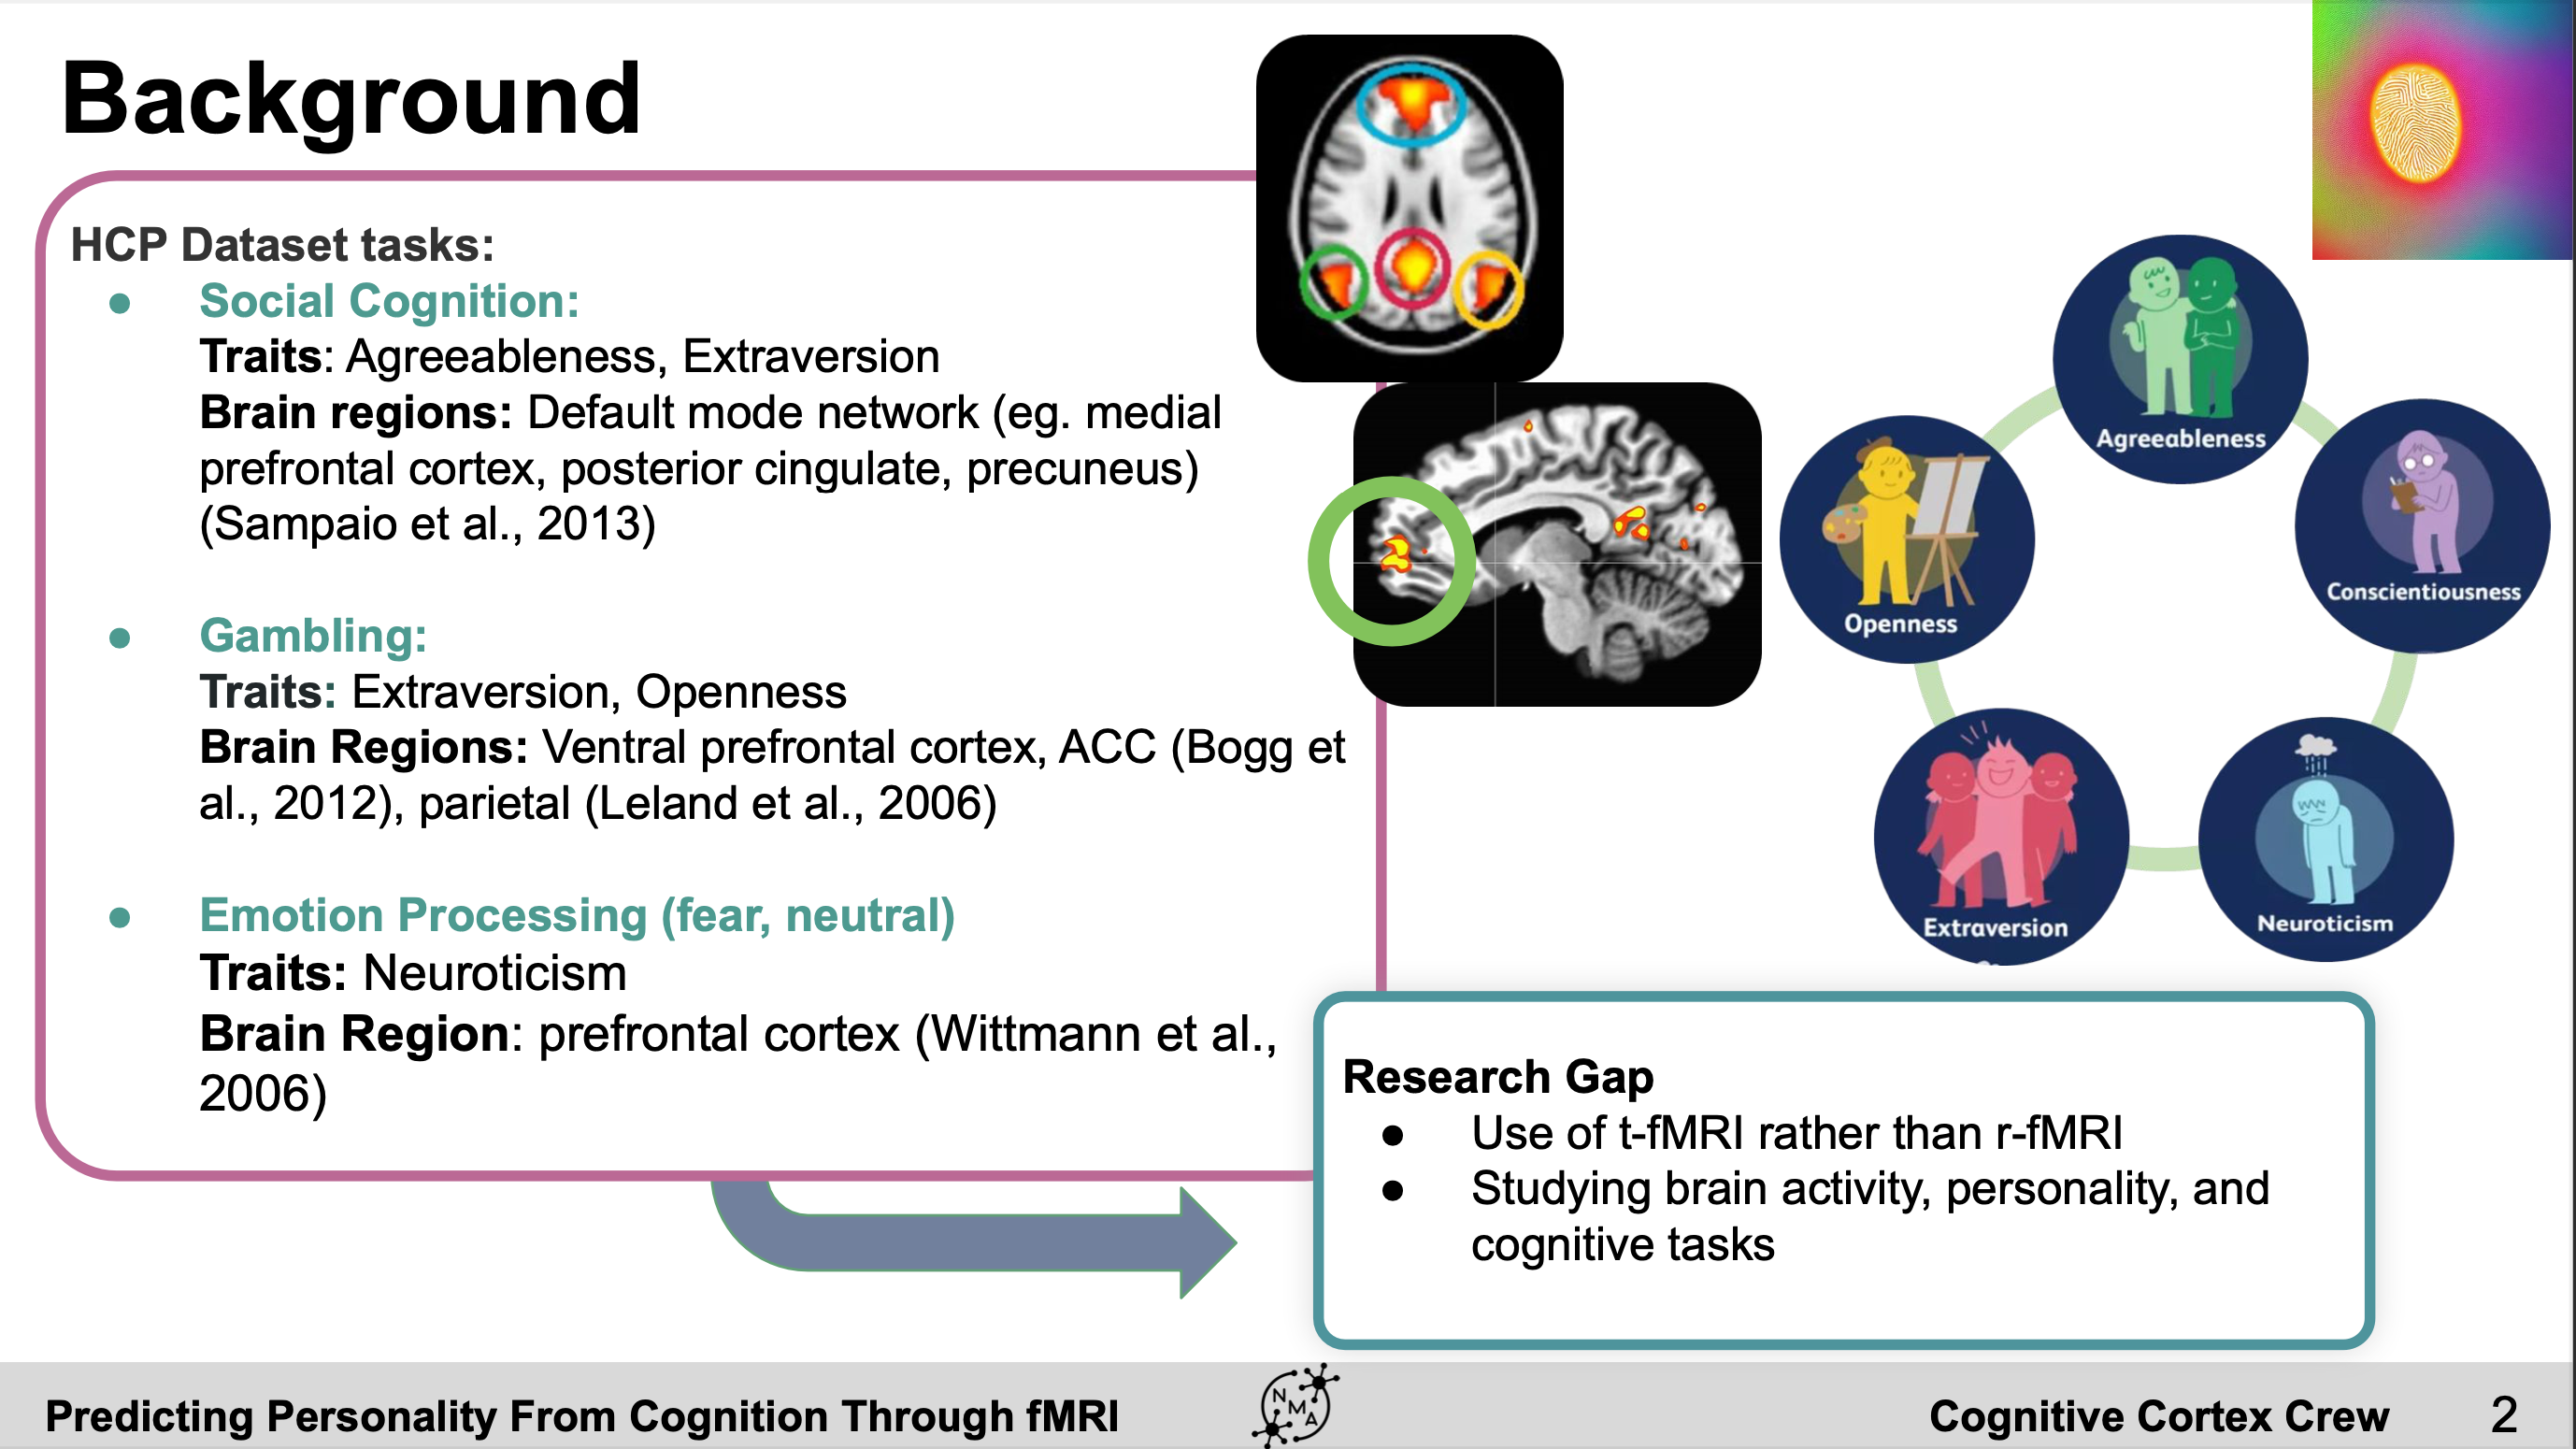 Background
HCP Dataset tasks:
● Social Cognition:
Traits: Agreeableness, Extraversion
Brain regions: Default mode network (eg. medial
prefrontal cortex, posterior cingulate, precuneus)
(Sampaio et al., 2013)
● Gambling:
Traits: Extraversion, Openness
Brain Regions: Ventral prefrontal cortex, ACC (Bogg et
al., 2012), parietal (Leland et al., 2006)
● Emotion Processing (fear, neutral)
Traits: Neuroticism
Brain Region: prefrontal cortex (Wittmann et al.,
2006)
Agreeableness
Conscientiousness
Openness
Extraversion
Neuroticism
Research Gap
● Use of t-fMRI rather than r-fMRI
● Studying brain activity, personality, and
cognitive tasks
Predicting Personality From Cognition Through fMRI
NMA
Cognitive Cortex Crew
2